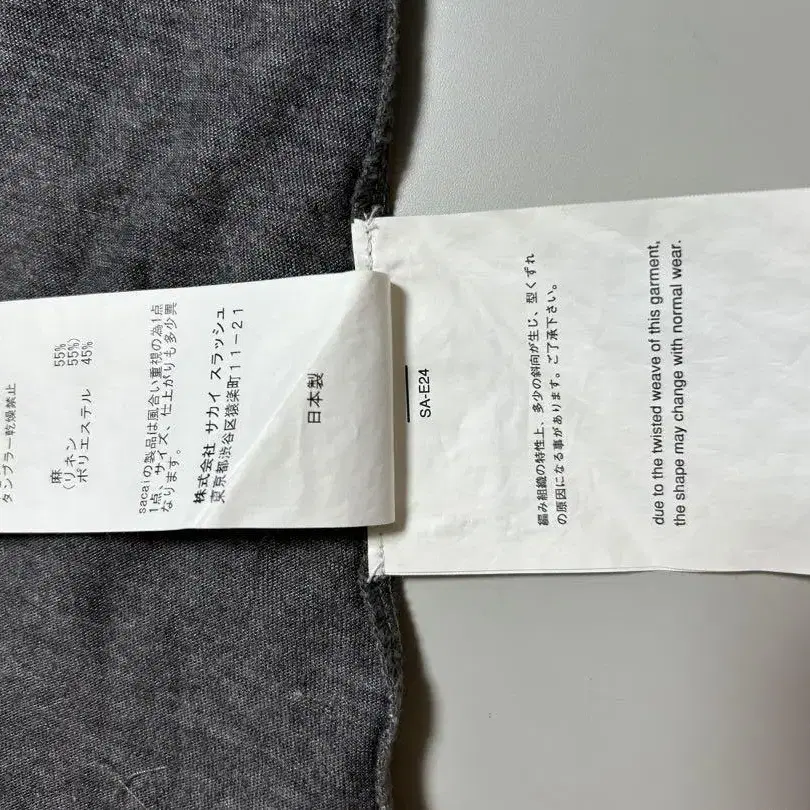 タンブラー乾燥禁止
麻 55%
(リネン 55%)
ポリエステル 45%
sacaiの製品は風合い重視の為1点
1点、サイズ、仕上がりも多少異
なります。
株式会社 サカイ スラッシュ
東京都渋谷区猿楽町11-21
日本製
SA-E24
編み組織の特性上、多少の斜向が生じ、型くずれ
の原因になる事があります。ご了承下さい。
due to the twisted weave of this garment,
the shape may change with normal wear.